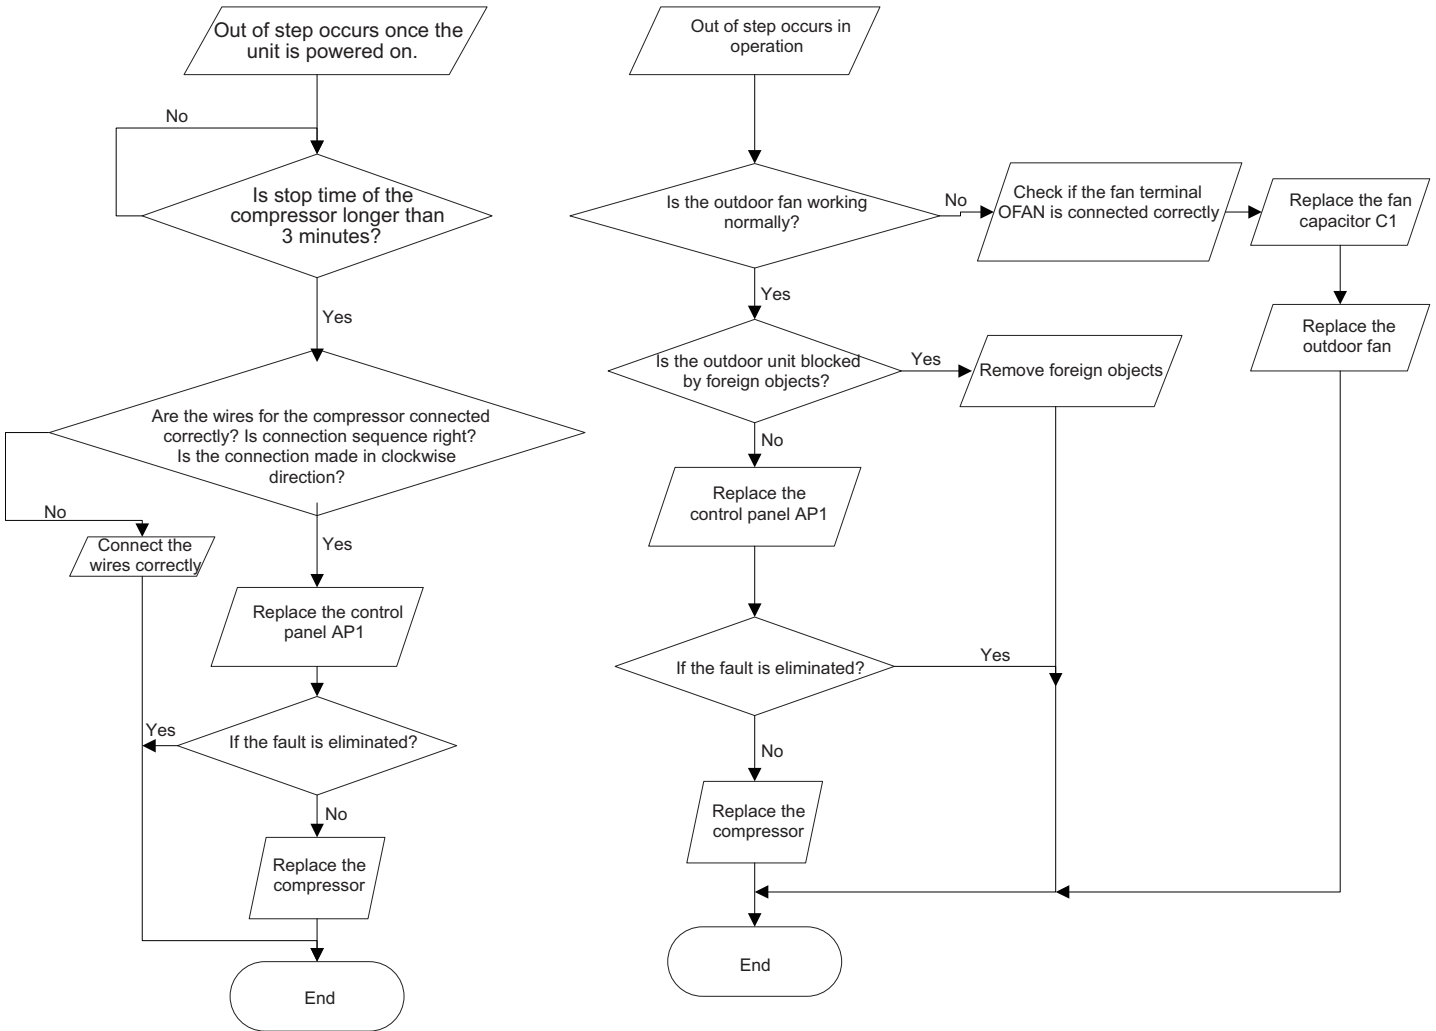 Out of step occurs once the
unit is powered on.
No
Is stop time of the
compressor longer than
3 minutes?
Yes
Are the wires for the compressor connected
correctly? Is connection sequence right?
Is the connection made in clockwise
direction?
No
Connect the
wires correctly
Yes
Replace the control
panel AP1
Yes
If the fault is eliminated?
No
Replace the
compressor
End
Out of step occurs in
operation
Is the outdoor fan working
normally?
No
Check if the fan terminal
OFAN is connected correctly
Replace the fan
capacitor C1
Replace the
outdoor fan
Yes
Is the outdoor unit blocked
by foreign objects?
Yes
Remove foreign objects
No
Replace the
control panel AP1
If the fault is eliminated?
Yes
No
Replace the
compressor
End